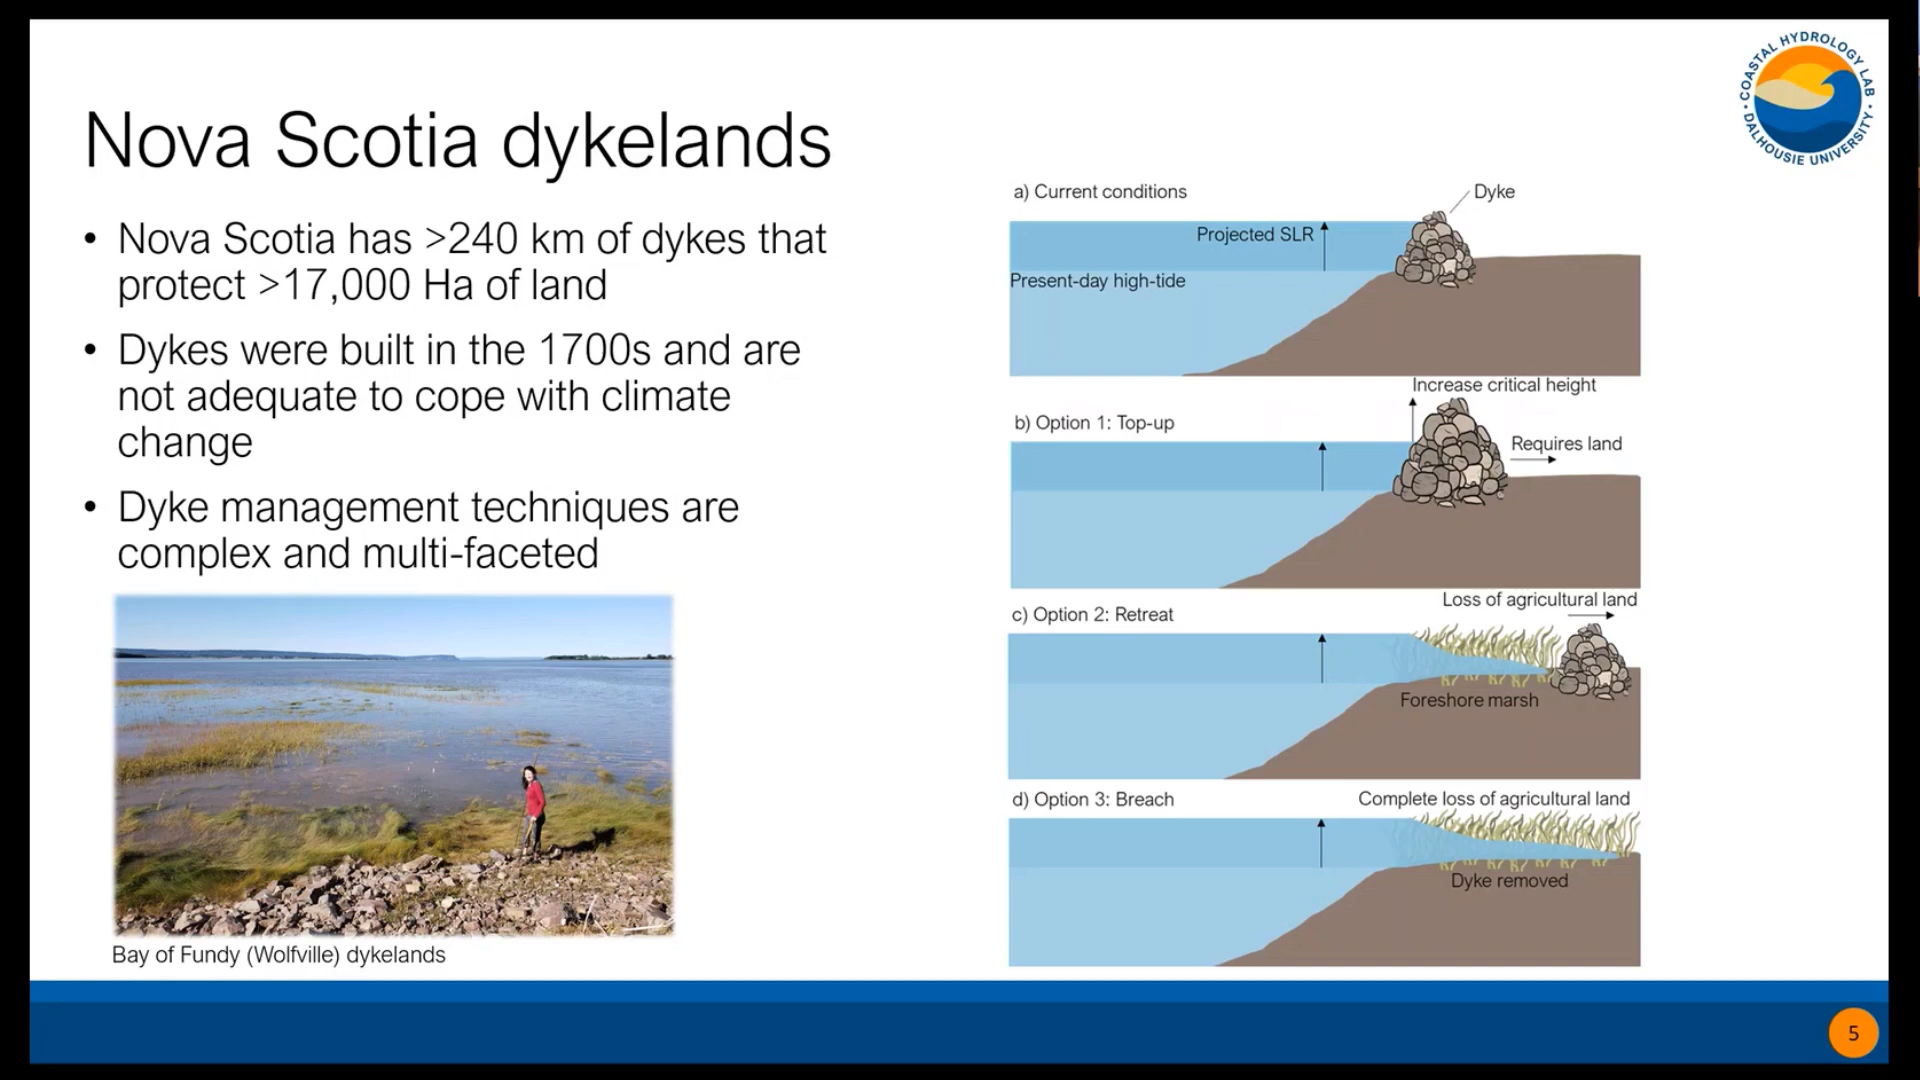 COASTAL HYDROLOGY LAB
DALHOUSIE UNIVERSITY
Nova Scotia dykelands
• Nova Scotia has >240 km of dykes that
protect >17,000 Ha of land
• Dykes were built in the 1700s and are
not adequate to cope with climate
change
• Dyke management techniques are
complex and multi-faceted
Bay of Fundy (Wolfville) dykelands
a) Current conditions
Dyke
Projected SLR
Present-day high-tide
Increase critical height
b) Option 1: Top-up
Requires land
Loss of agricultural land
c) Option 2: Retreat
Foreshore marsh
d) Option 3: Breach
Complete loss of agricultural land
Dyke removed
5